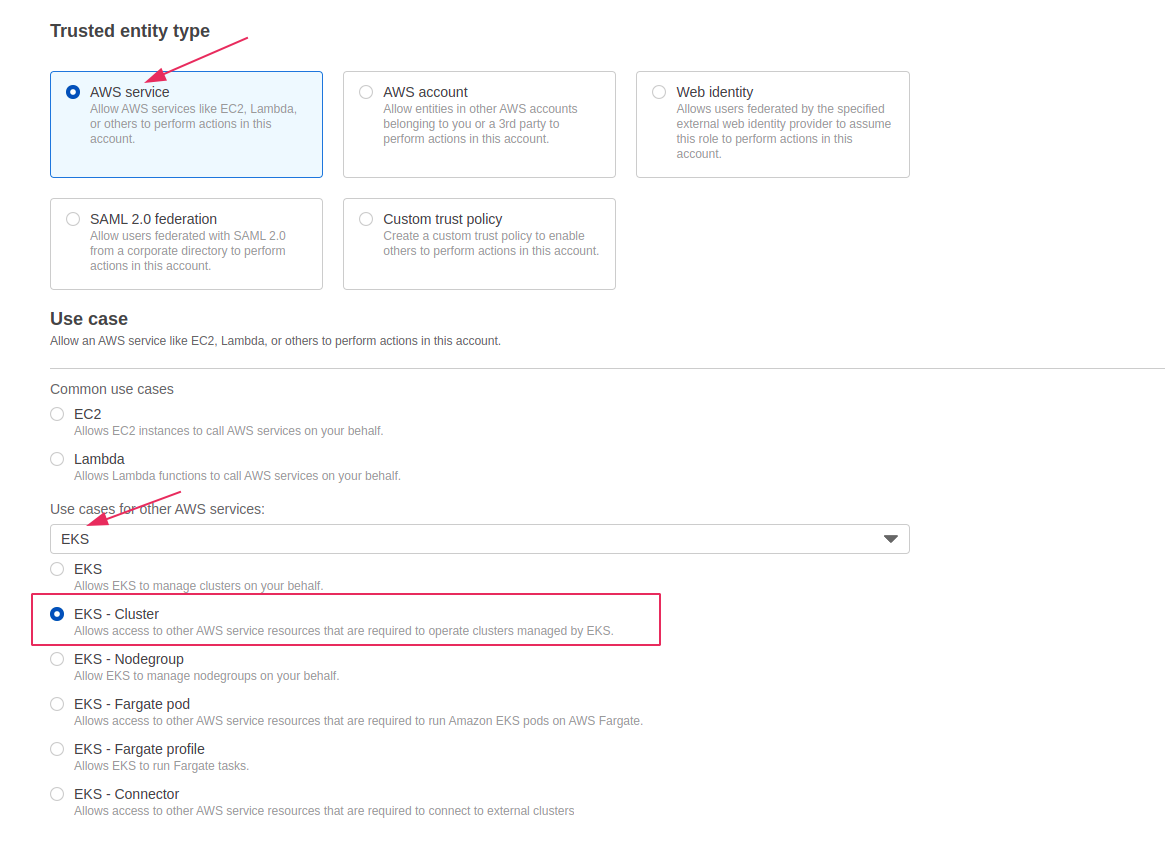 Trusted entity type
AWS service
Allow AWS services like EC2, Lambda,
or others to perform actions in this
account.
AWS account
Allow entities in other AWS accounts
belonging to you or a 3rd party to
perform actions in this account.
Web identity
Allows users federated by the specified
external web identity provider to assume
this role to perform actions in this
account.
SAML 2.0 federation
Allow users federated with SAML 2.0
from a corporate directory to perform
actions in this account.
Custom trust policy
Create a custom trust policy to enable
others to perform actions in this account.
Use case
Allow an AWS service like EC2, Lambda, or others to perform actions in this account.
Common use cases
EC2
Allows EC2 instances to call AWS services on your behalf.
Lambda
Allows Lambda functions to call AWS services on your behalf.
Use cases for other AWS services:
EKS
EKS
Allows EKS to manage clusters on your behalf.
EKS - Cluster
Allows access to other AWS service resources that are required to operate clusters managed by EKS.
EKS - Nodegroup
Allow EKS to manage nodegroups on your behalf.
EKS - Fargate pod
Allows access to other AWS service resources that are required to run Amazon EKS pods on AWS Fargate.
EKS - Fargate profile
Allows EKS to run Fargate tasks.
EKS - Connector
Allows access to other AWS service resources that are required to connect to external clusters